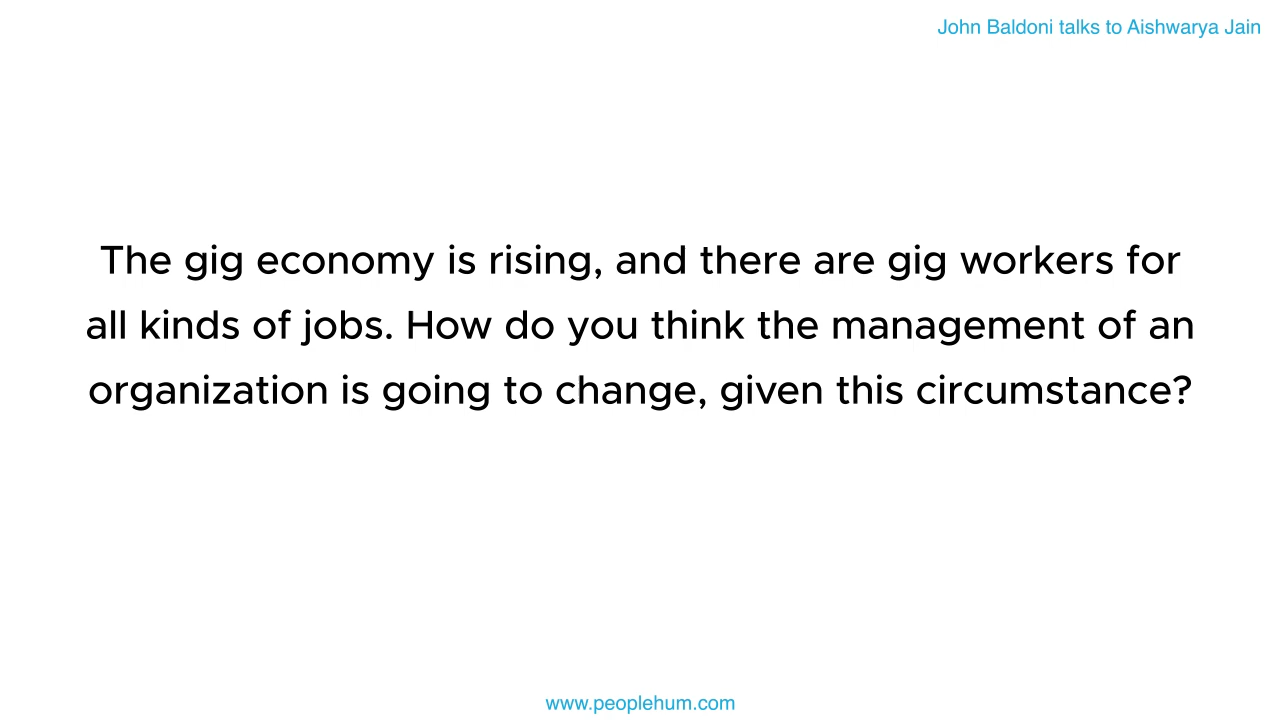 John Baldoni talks to Aishwarya Jain
The gig economy is rising, and there are gig workers for
all kinds of jobs. How do you think the management of an
organization is going to change, given this circumstance?
www.peoplehum.com